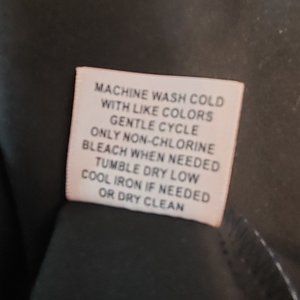 MACHINE WASH COLD
WITH LIKE COLORS
GENTLE CYCLE
ONLY NON-CHLORINE
BLEACH WHEN NEEDED
TUMBLE DRY LOW
COOL IRON IF NEEDED
OR DRY CLEAN